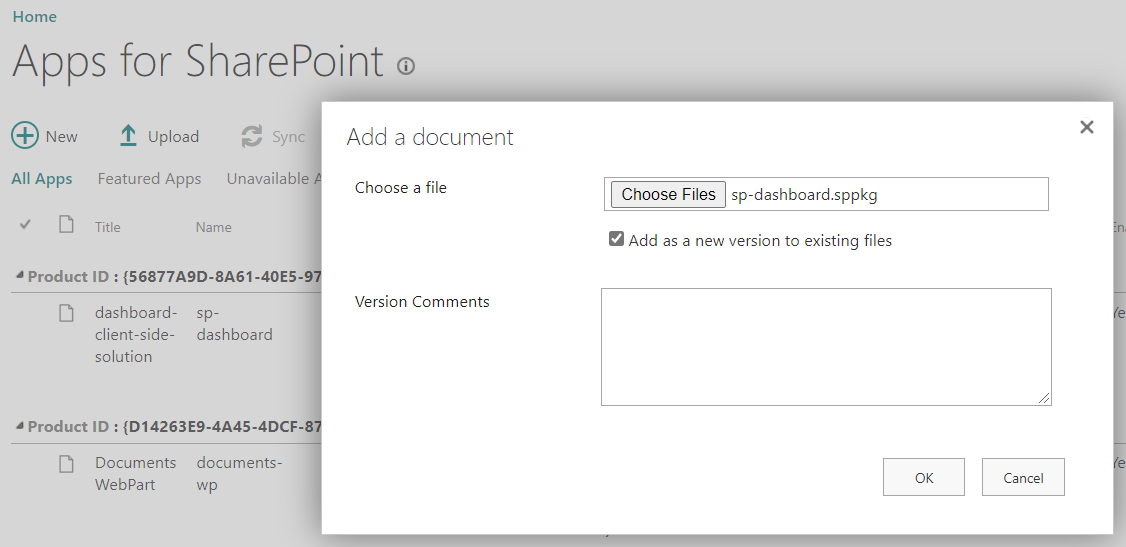 Home
Apps for SharePoint
New Upload Sync
All Apps Featured Apps Unavailable
Title Name
Product ID : {56877A9D-8A61-40E5-97
dashboard-client-side-solution sp-dashboard
Product ID : {D14263E9-4A45-4DCF-87
Documents WebPart documents-wp
Add a document
Choose a file
Choose Files sp-dashboard.sppkg
Add as a new version to existing files
Version Comments
OK Cancel